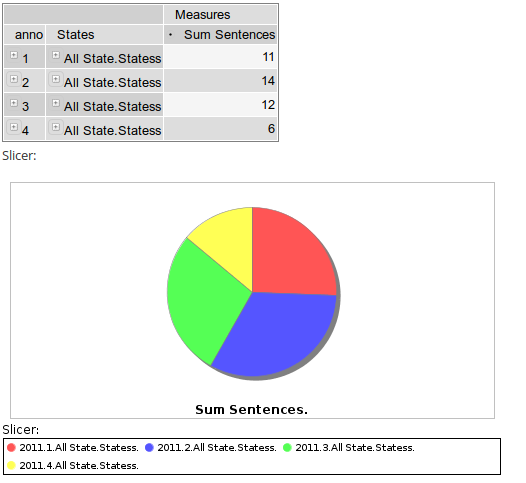 Measures
anno States • Sum Sentences
1 All State.Statess 11
2 All State.Statess 14
3 All State.Statess 12
4 All State.Statess 6
Slicer:
Sum Sentences.
Slicer:
2011.1.All State.Statess. 2011.2.All State.Statess. 2011.3.All State.Statess.
2011.4.All State.Statess.